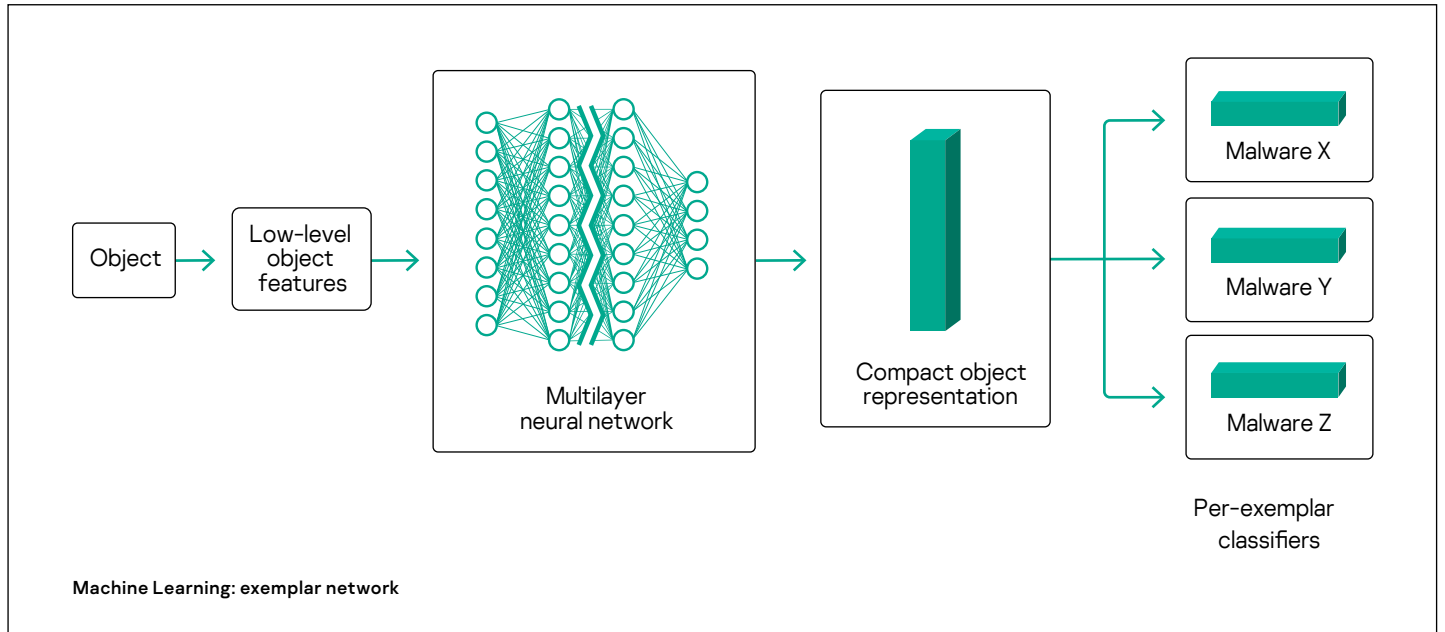 Object
Low-level
object
features
Multilayer
neural network
Compact object
representation
Malware X
Malware Y
Malware Z
Per-exemplar
classifiers
Machine Learning: exemplar network